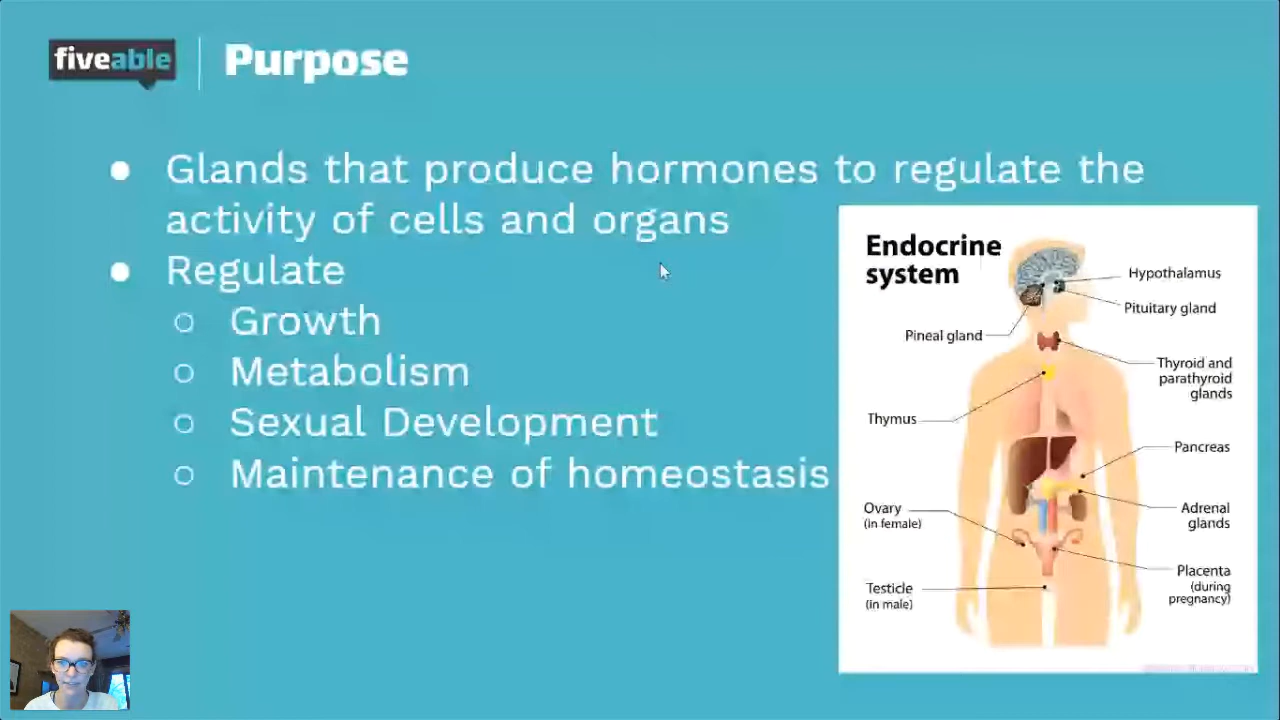 fiveable
Purpose
● Glands that produce hormones to regulate the
activity of cells and organs
● Regulate
○ Growth
○ Metabolism
○ Sexual Development
○ Maintenance of homeostasis
Endocrine
system
Hypothalamus
Pituitary gland
Pineal gland
Thyroid and
parathyroid
glands
Thymus
Pancreas
Ovary
(in female)
Adrenal
glands
Placenta
(during
pregnancy)
Testicle
(in male)